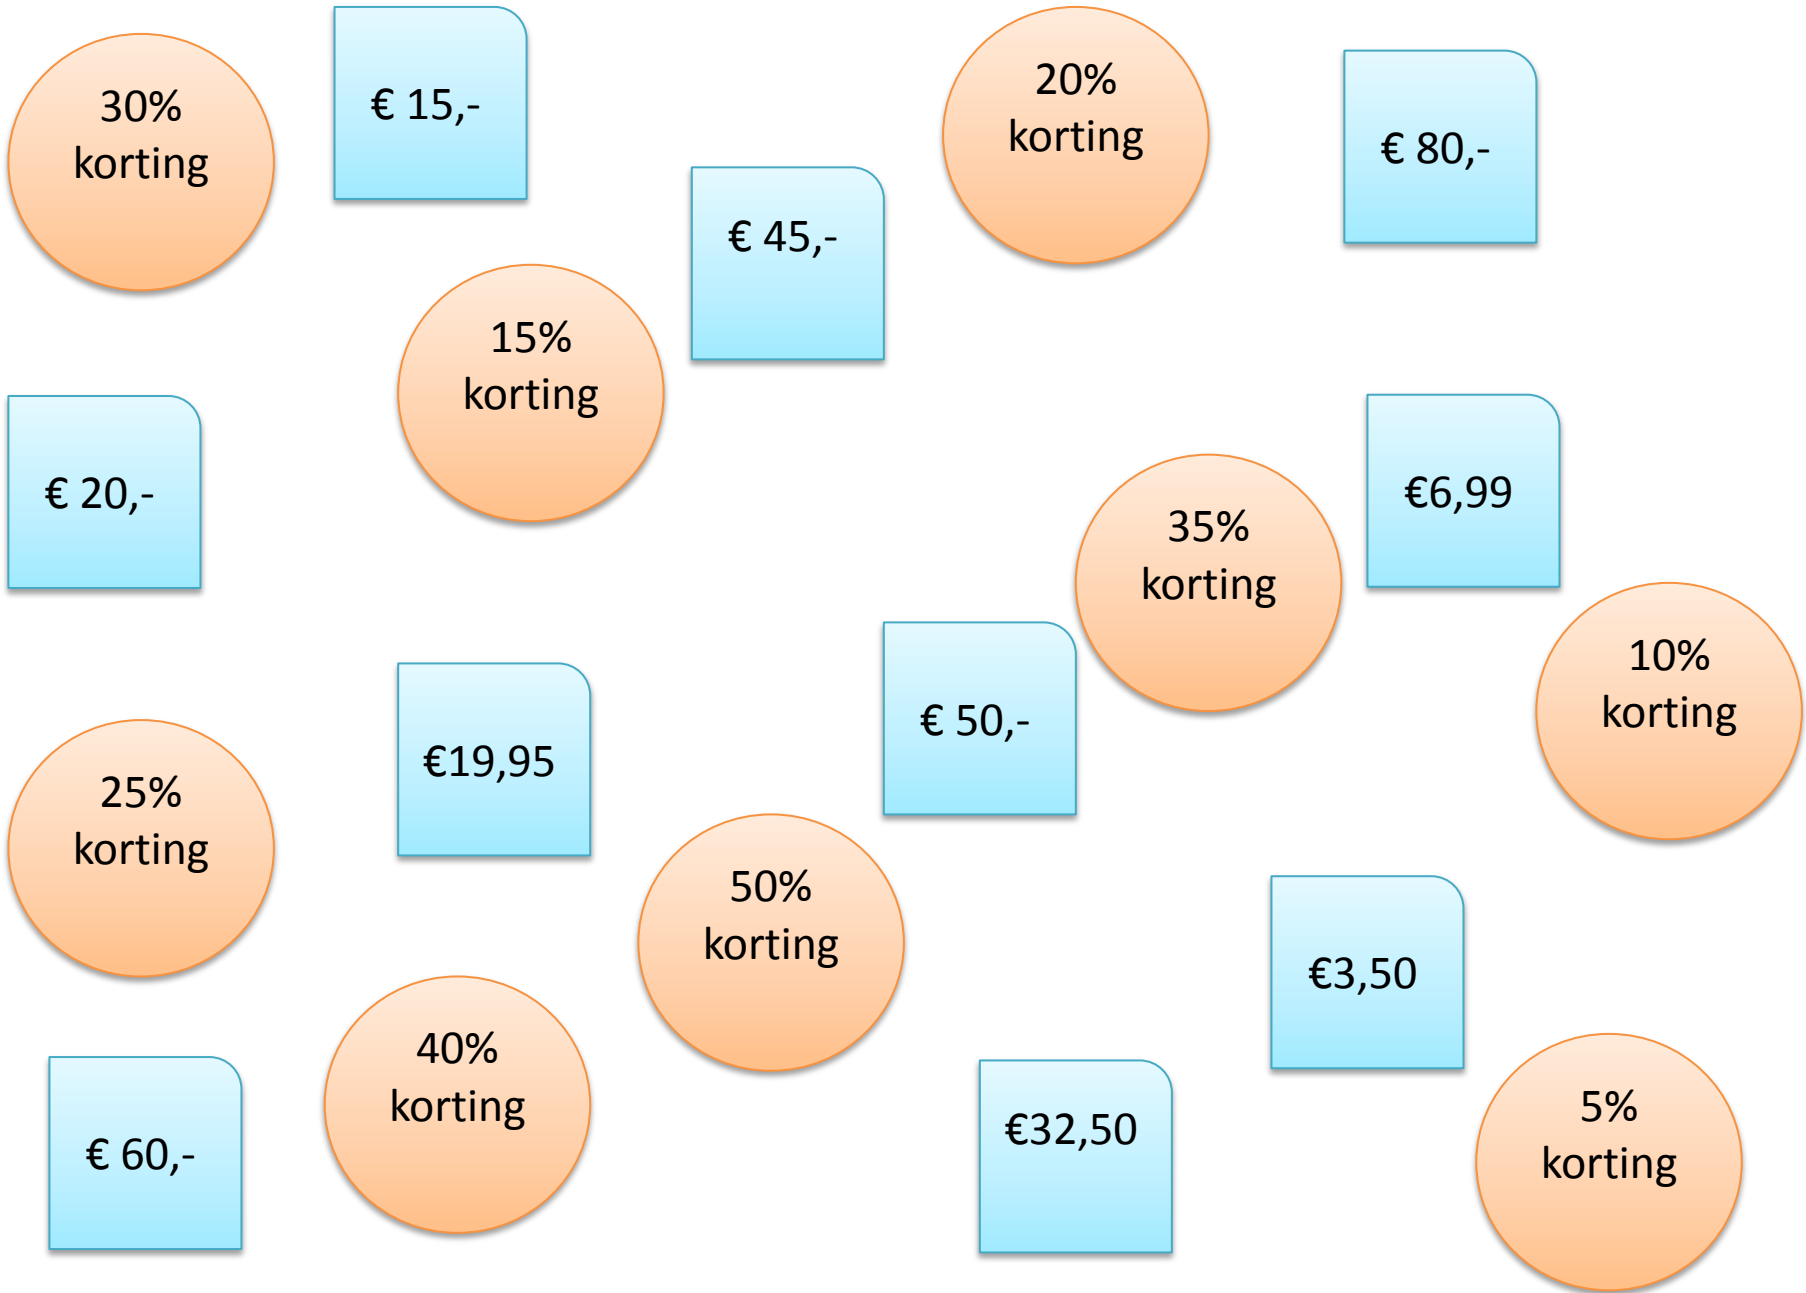 30%
korting
€ 15,-
20%
korting
€ 80,-
€ 45,-
15%
korting
€ 20,-
35%
korting
€6,99
10%
korting
€ 50,-
€19,95
25%
korting
50%
korting
€3,50
40%
korting
€ 60,-
€32,50
5%
korting